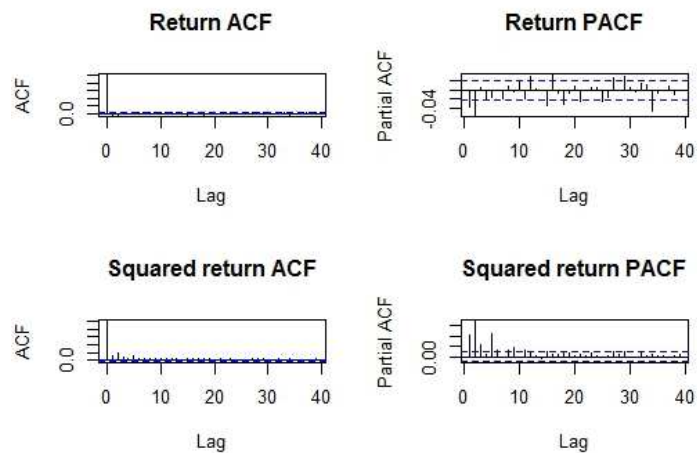 Return ACF
ACF
0.0
0 10 20 30 40
Lag
Return PACF
Partial ACF
-0.04
0 10 20 30 40
Lag
Squared return ACF
ACF
0.0
0 10 20 30 40
Lag
Squared return PACF
Partial ACF
0.00
0 10 20 30 40
Lag